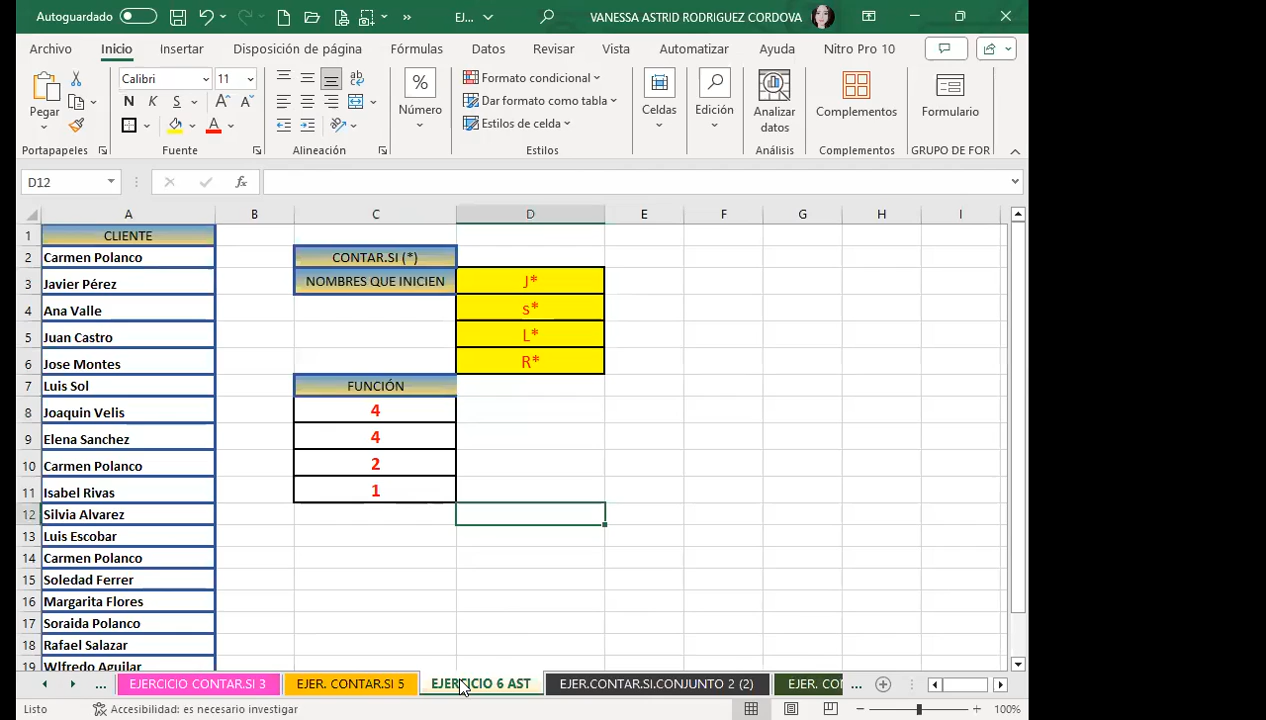 Autoguardado EJ... VANESSA ASTRID RODRIGUEZ CORDOVA
Archivo Inicio Insertar Disposición de página Fórmulas Datos Revisar Vista Automatizar Ayuda Nitro Pro 10
Pegar
Calibri 11
N K S
Número
Formato condicional
Dar formato como tabla
Estilos de celda
Celdas
Edición
Analizar datos
Complementos
Formulario
Portapapeles Fuente Alineación Estilos Análisis Complementos GRUPO DE FOR
D12 fx
A B C D E F G H I
1 CLIENTE
2 Carmen Polanco CONTAR.SI (*)
3 Javier Pérez NOMBRES QUE INICIEN J*
4 Ana Valle s*
5 Juan Castro L*
6 Jose Montes R*
7 Luis Sol FUNCIÓN
8 Joaquin Velis 4
9 Elena Sanchez 4
10 Carmen Polanco 2
11 Isabel Rivas 1
12 Silvia Alvarez
13 Luis Escobar
14 Carmen Polanco
15 Soledad Ferrer
16 Margarita Flores
17 Soraida Polanco
18 Rafael Salazar
19 Wlfredo Aguilar
... EJERCICIO CONTAR.SI 3 EJER. CONTAR.SI 5 EJERCICIO 6 AST EJER.CONTAR.SI.CONJUNTO 2 (2) EJER. CO ...
Listo Accesibilidad: es necesario investigar 100%